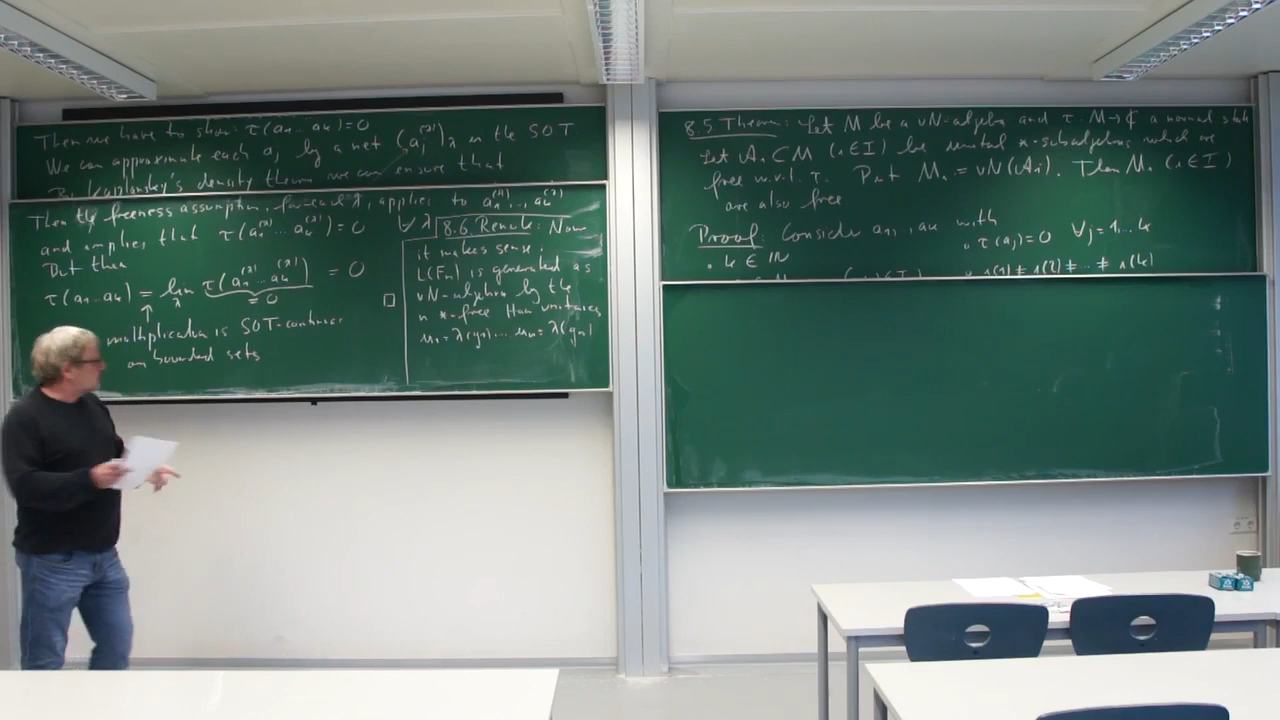 Then we have to show: τ(a₁...aₖ)=0
We can approximate each aⱼ by a net (aⱼ^(λ))_λ in the SOT.
By Kaplansky's density theorem we can ensure that
Then the freeness assumption, for each λ, applies to a₁^(λ),...,aₖ^(λ)
and implies that τ(a₁^(λ)...aₖ^(λ))=0 ∀ λ
But then
τ(a₁...aₖ) = lim_λ τ(a₁^(λ)...aₖ^(λ)) = 0
=0
↑
multiplication is SOT-continuous
on bounded sets
□
8.6. Remark: Now
it makes sense:
L(Fₙ) is generated as
vN-algebra by the
n *-free Haar unitaries
u₁=λ(g₁),...,uₙ=λ(gₙ)
8.5 Theorem: Let M be a vN-algebra and τ: M→ℂ a normal state
Let Aᵢ⊂M (i∈I) be unital *-subalgebras which are
free w.r.t. τ. Put Mᵢ := vN(Aᵢ). Then Mᵢ (i∈I)
are also free
Proof: Consider a₁,...,aₖ with
• k ∈ ℕ
• τ(aⱼ)=0 ∀j=1,...,k
• i(1)≠i(2)≠...≠i(k)